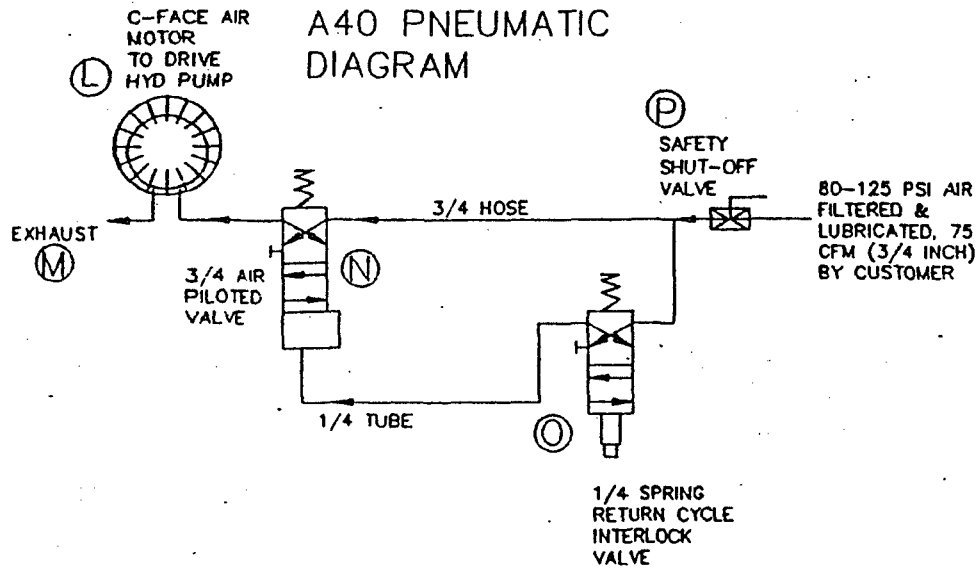 A40 PNEUMATIC
DIAGRAM
C-FACE AIR
MOTOR
TO DRIVE
HYD PUMP
L
P
SAFETY
SHUT-OFF
VALVE
80-125 PSI AIR
FILTERED &
LUBRICATED, 75
CFM (3/4 INCH)
BY CUSTOMER
3/4 HOSE
EXHAUST
M
3/4 AIR
PILOTED
VALVE
N
1/4 TUBE
O
1/4 SPRING
RETURN CYCLE
INTERLOCK
VALVE